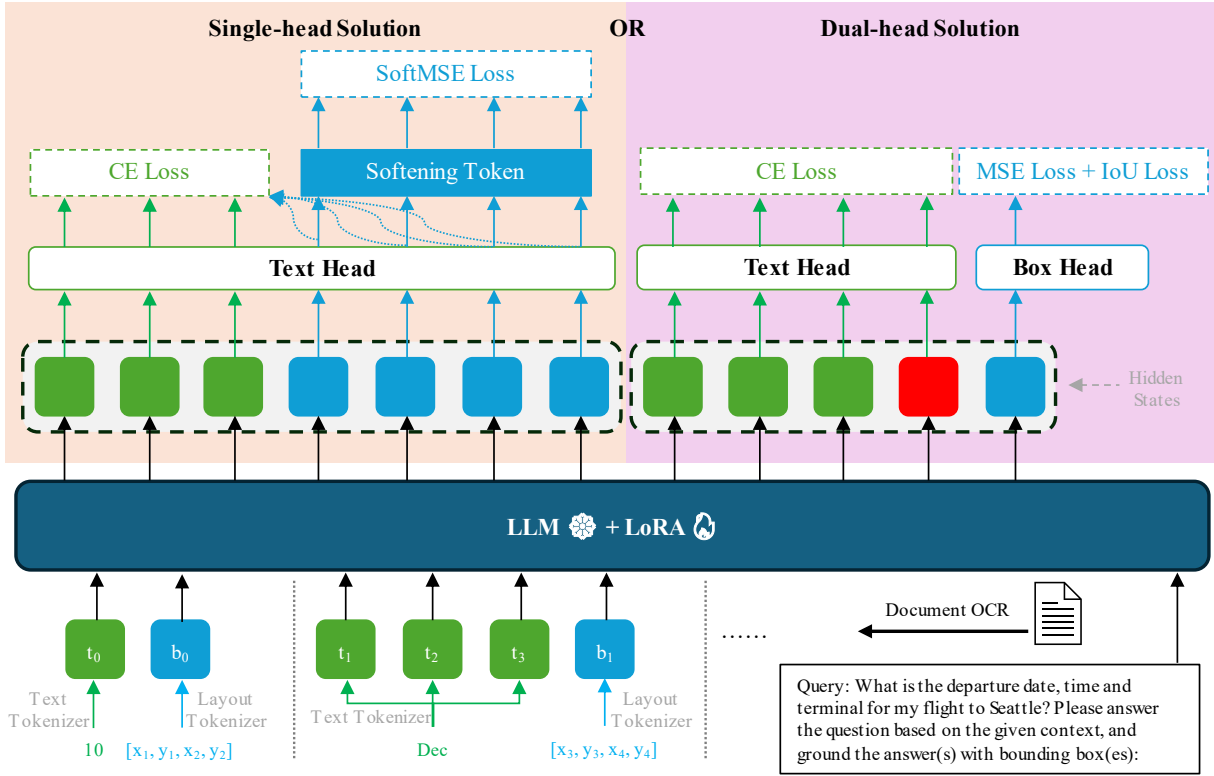 Single-head Solution
OR
Dual-head Solution
SoftMSE Loss
CE Loss
Softening Token
CE Loss
MSE Loss + IoU Loss
Text Head
Text Head
Box Head
Hidden
States
LLM + LoRA
Document OCR
t₀
b₀
t₁
t₂
t₃
b₁
......
Text
Tokenizer
Layout
Tokenizer
Text Tokenizer
Layout
Tokenizer
10
[x₁, y₁, x₂, y₂]
Dec
[x₃, y₃, x₄, y₄]
Query: What is the departure date, time and
terminal for my flight to Seattle? Please answer
the question based on the given context, and
ground the answer(s) with bounding box(es):